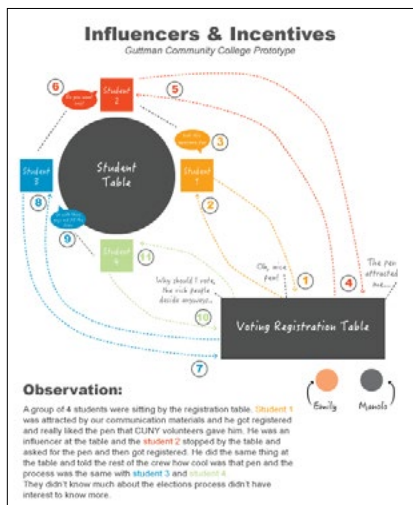 Influencers & Incentives
Guttman Community College Prototype
6
5
Student
2
3
Student
3
Student
Table
Student
1
8
2
9
Student
4
11
Why should I vote,
the rich people
decide anyways...
Oh, nice
pen!
1
4
The pen
attracted
me...
10
Voting Registration Table
7
Emily
Manolo
Observation:
A group of 4 students were sitting by the registration table. Student 1
was attracted by our communication materials and he got registered
and really liked the pen that CUNY volunteers gave him. He was an
influencer at the table and the student 2 stopped by the table and
asked for the pen and then got registered. He did the same thing at
the table and told the rest of the crew how cool was that pen and the
process was the same with student 3 and student 4.
They didn't know much about the elections process didn't have
interest to know more.